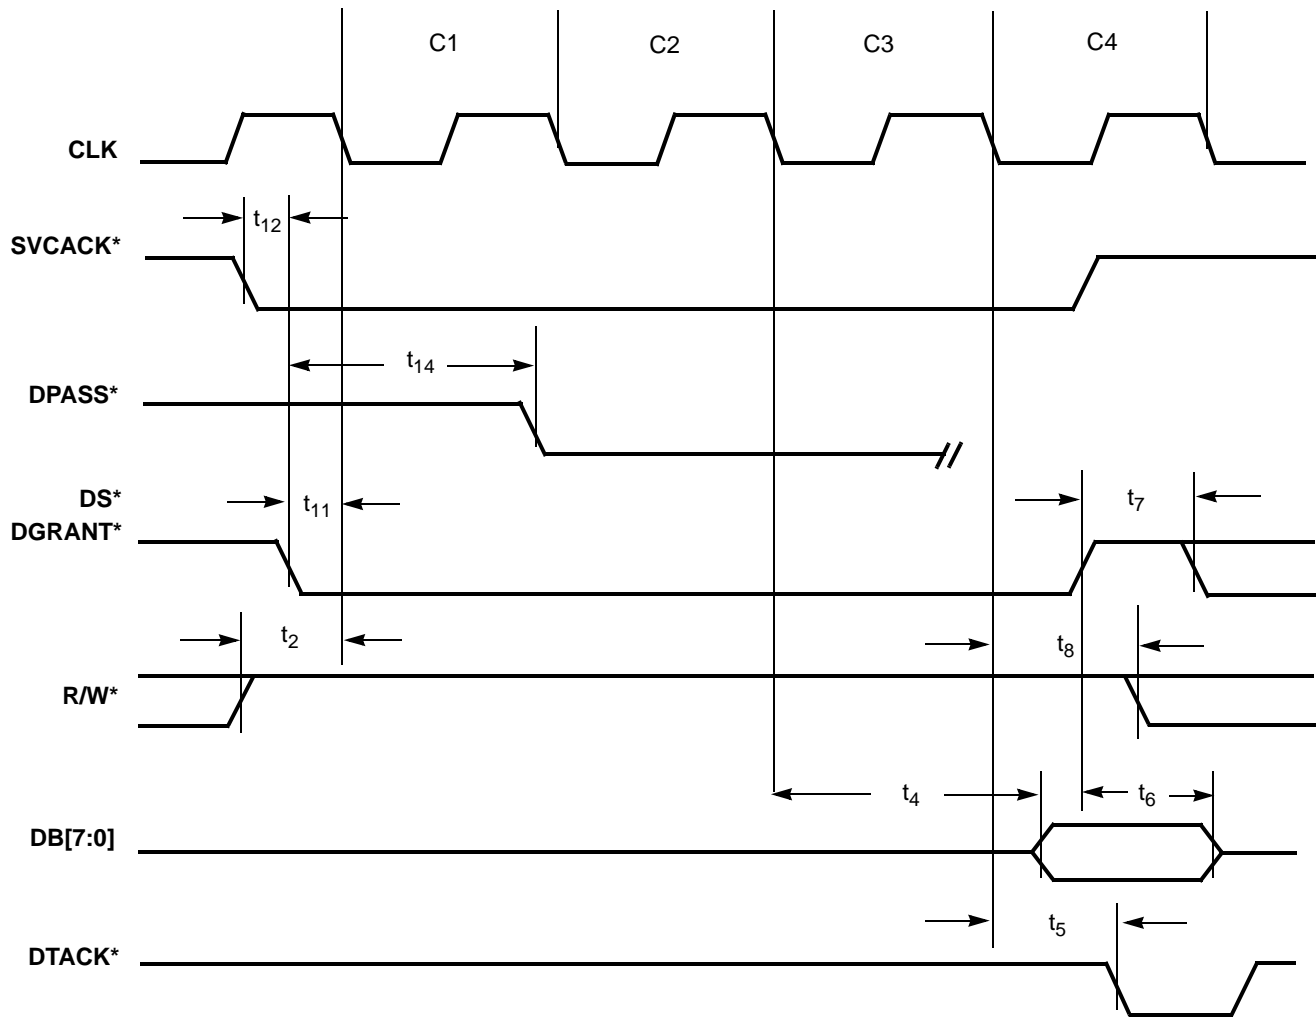 C1 C2 C3 C4
CLK
t12
SVCACK*
t14
DPASS*
DS*
t11
t7
DGRANT*
t2
t8
R/W*
t4
t6
DB[7:0]
t5
DTACK*